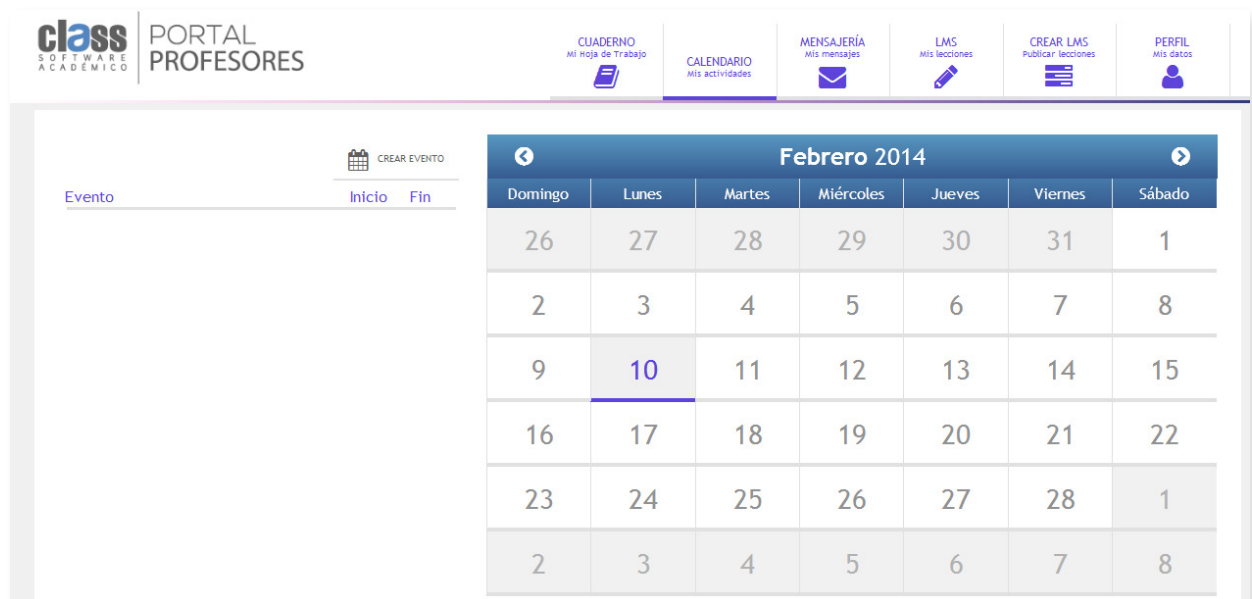 class
SOFTWARE
ACADÉMICO
PORTAL
PROFESORES
CUADERNO
Mi Hoja de Trabajo
CALENDARIO
Mis actividades
MENSAJERÍA
Mis mensajes
LMS
Mis lecciones
CREAR LMS
Publicar lecciones
PERFIL
Mis datos
CREAR EVENTO
Evento Inicio Fin
Febrero 2014
Domingo Lunes Martes Miércoles Jueves Viernes Sábado
26 27 28 29 30 31 1
2 3 4 5 6 7 8
9 10 11 12 13 14 15
16 17 18 19 20 21 22
23 24 25 26 27 28 1
2 3 4 5 6 7 8